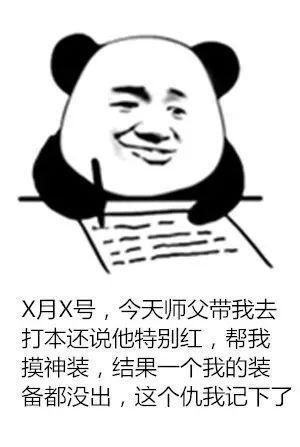 X月X号，今天师父带我去
打本还说他特别红，帮我
摸神装，结果一个我的装
备都没出，这个仇我记下了